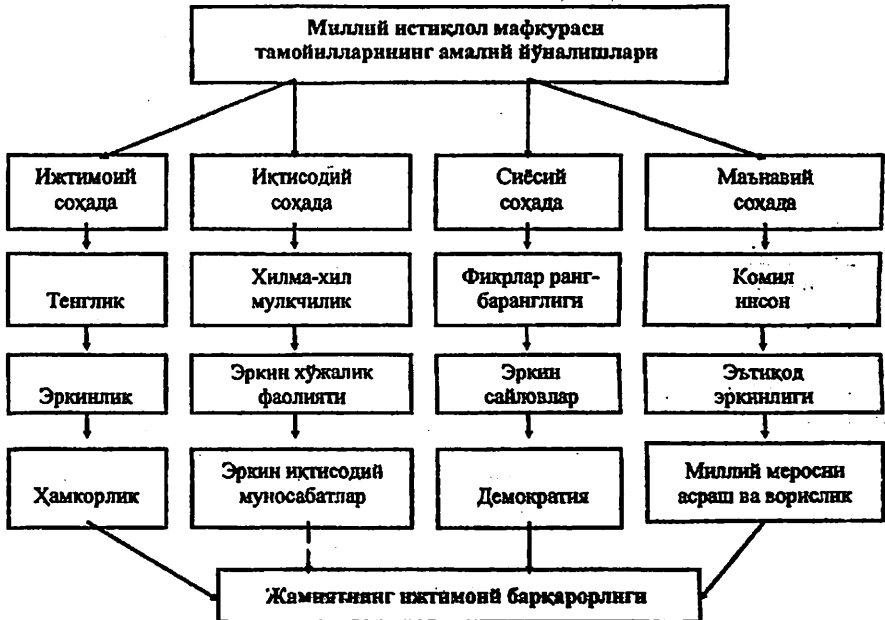 Миллий истиқлол мафкураси
тамойилларининг амалий йўналишлари
Ижтимоий
соҳада
Иқтисодий
соҳада
Сиёсий
соҳада
Маънавий
соҳада
Тенглик
Хилма-хил
мулкчилик
Фикрлар ранг-
баранглиги
Комил
инсон
Эркинлик
Эркин хўжалик
фаолияти
Эркин
сайловлар
Эътиқод
эркинлиги
Ҳамкорлик
Эркин иқтисодий
муносабатлар
Демократия
Миллий меросни
асраш ва ворислик
Жамиятнинг ижтимоий барқарорлиги